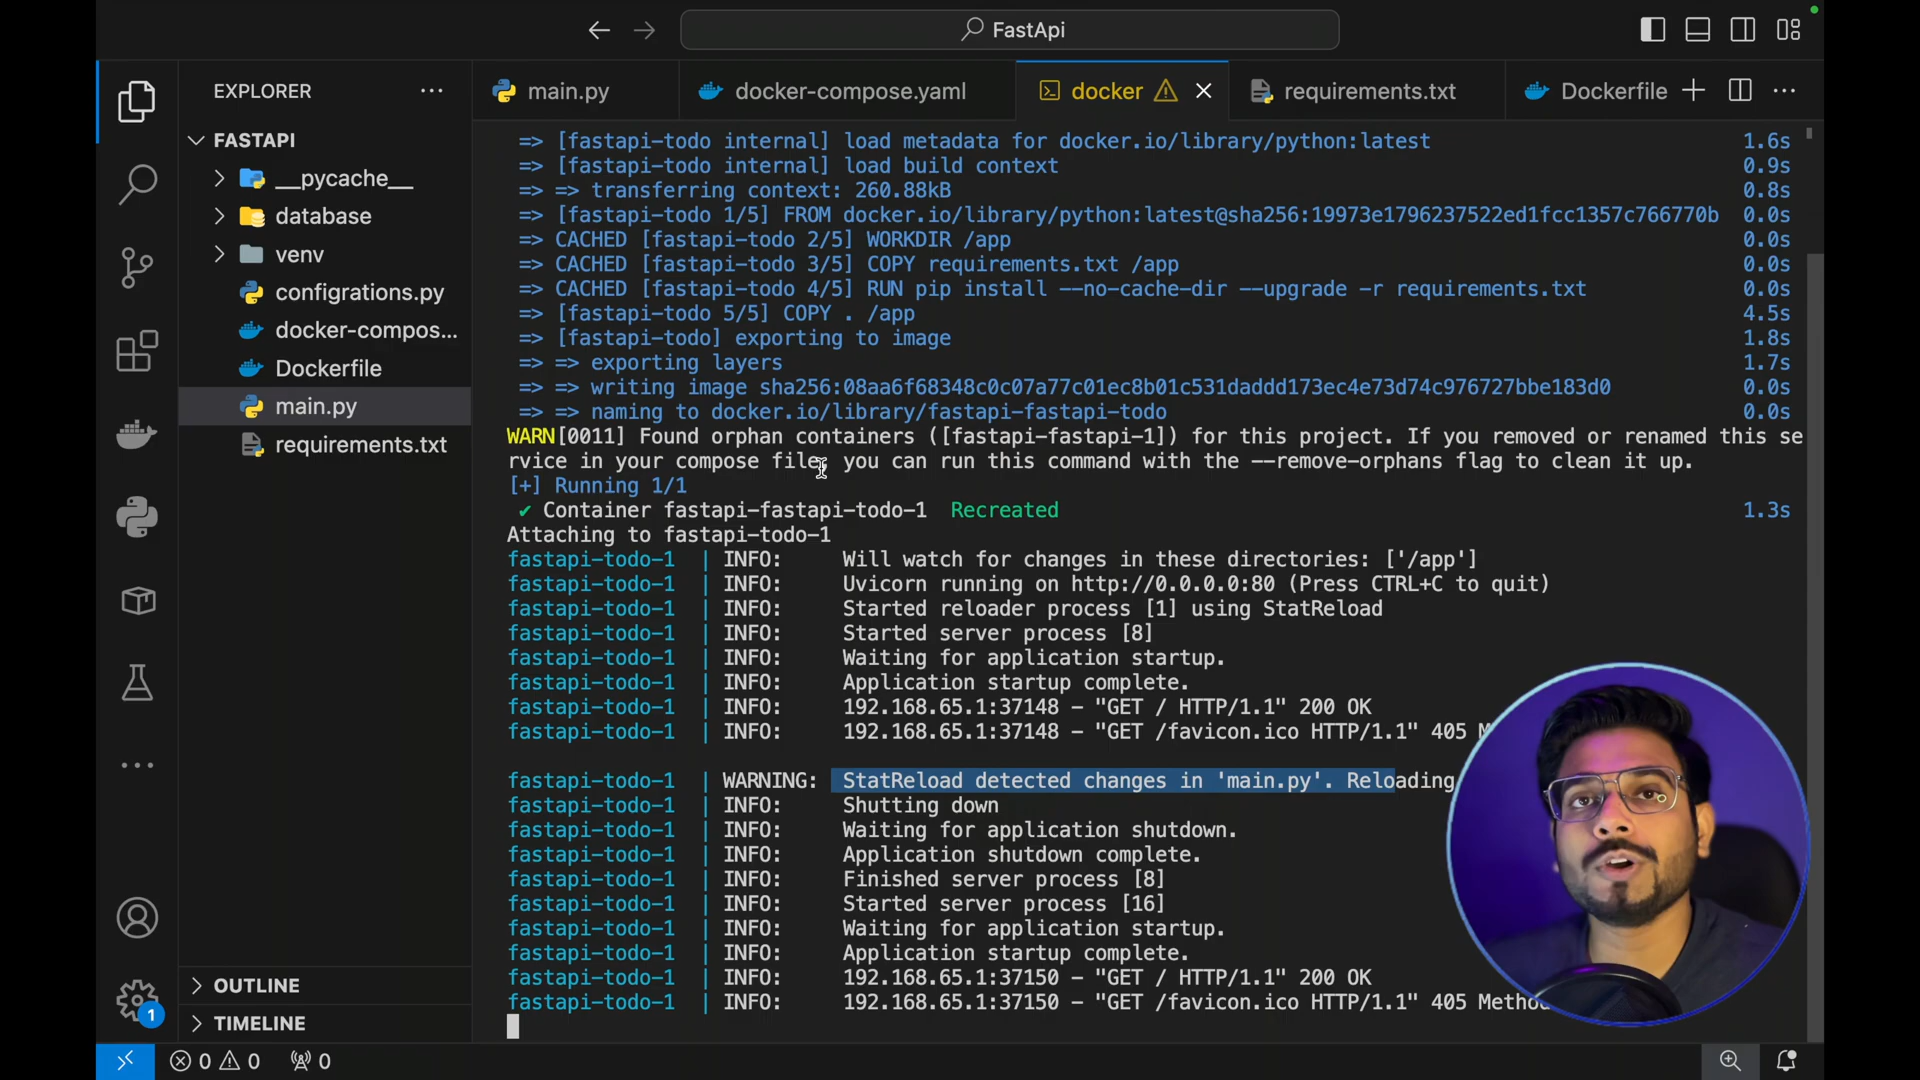 FastApi
EXPLORER
main.py
docker-compose.yaml
docker
requirements.txt
Dockerfile
FASTAPI
__pycache__
database
venv
configrations.py
docker-compos...
Dockerfile
main.py
requirements.txt
OUTLINE
TIMELINE
=> [fastapi-todo internal] load metadata for docker.io/library/python:latest 1.6s
=> [fastapi-todo internal] load build context 0.9s
=> => transferring context: 260.88kB 0.8s
=> [fastapi-todo 1/5] FROM docker.io/library/python:latest@sha256:19973e1796237522ed1fcc1357c766770b 0.0s
=> CACHED [fastapi-todo 2/5] WORKDIR /app 0.0s
=> CACHED [fastapi-todo 3/5] COPY requirements.txt /app 0.0s
=> CACHED [fastapi-todo 4/5] RUN pip install --no-cache-dir --upgrade -r requirements.txt 0.0s
=> [fastapi-todo 5/5] COPY . /app 4.5s
=> [fastapi-todo] exporting to image 1.8s
=> => exporting layers 1.7s
=> => writing image sha256:08aa6f68348c0c07a77c01ec8b01c531daddd173ec4e73d74c976727bbe183d0 0.0s
=> => naming to docker.io/library/fastapi-fastapi-todo 0.0s
WARN[0011] Found orphan containers ([fastapi-fastapi-1]) for this project. If you removed or renamed this se
rvice in your compose file, you can run this command with the --remove-orphans flag to clean it up.
[+] Running 1/1
✔ Container fastapi-fastapi-todo-1 Recreated 1.3s
Attaching to fastapi-todo-1
fastapi-todo-1 | INFO: Will watch for changes in these directories: ['/app']
fastapi-todo-1 | INFO: Uvicorn running on http://0.0.0.0:80 (Press CTRL+C to quit)
fastapi-todo-1 | INFO: Started reloader process [1] using StatReload
fastapi-todo-1 | INFO: Started server process [8]
fastapi-todo-1 | INFO: Waiting for application startup.
fastapi-todo-1 | INFO: Application startup complete.
fastapi-todo-1 | INFO: 192.168.65.1:37148 - "GET / HTTP/1.1" 200 OK
fastapi-todo-1 | INFO: 192.168.65.1:37148 - "GET /favicon.ico HTTP/1.1" 405
fastapi-todo-1 | WARNING: StatReload detected changes in 'main.py'. Reloading
fastapi-todo-1 | INFO: Shutting down
fastapi-todo-1 | INFO: Waiting for application shutdown.
fastapi-todo-1 | INFO: Application shutdown complete.
fastapi-todo-1 | INFO: Finished server process [8]
fastapi-todo-1 | INFO: Started server process [16]
fastapi-todo-1 | INFO: Waiting for application startup.
fastapi-todo-1 | INFO: Application startup complete.
fastapi-todo-1 | INFO: 192.168.65.1:37150 - "GET / HTTP/1.1" 200 OK
fastapi-todo-1 | INFO: 192.168.65.1:37150 - "GET /favicon.ico HTTP/1.1" 405
1
0 0 0